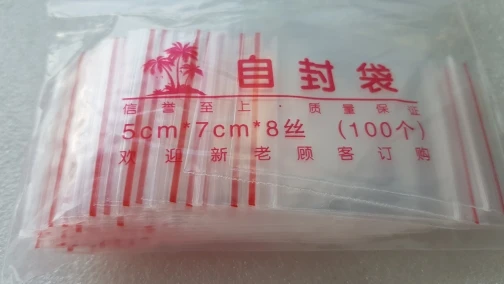 自封袋
信誉至上·质量保证
5cm*7cm*8丝 (100个)
欢迎新老顾客订购